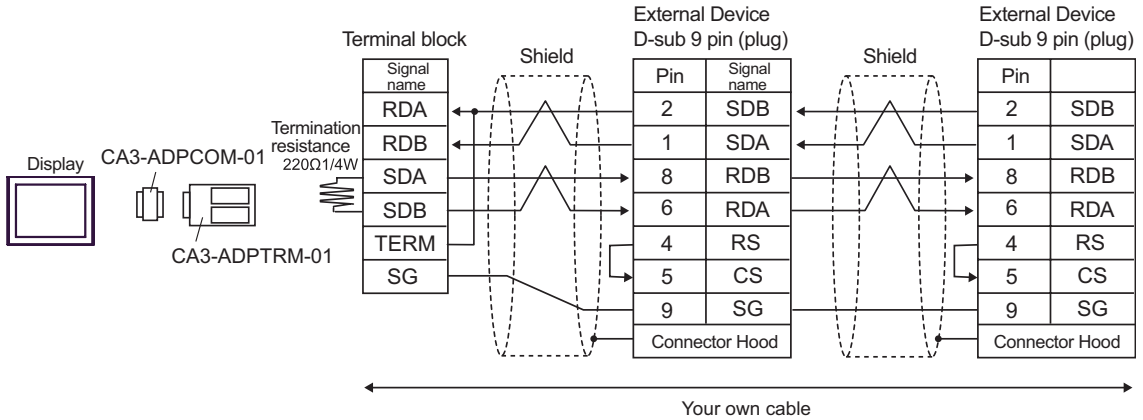 Display
CA3-ADPCOM-01
CA3-ADPTRM-01
Termination
resistance
220Ω1/4W
Terminal block
Signal
name
RDA
RDB
SDA
SDB
TERM
SG
Shield
External Device
D-sub 9 pin (plug)
Pin Signal
name
2 SDB
1 SDA
8 RDB
6 RDA
4 RS
5 CS
9 SG
Connector Hood
Shield
External Device
D-sub 9 pin (plug)
Pin
2 SDB
1 SDA
8 RDB
6 RDA
4 RS
5 CS
9 SG
Connector Hood
Your own cable